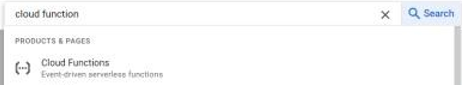 cloud function
Search
PRODUCTS & PAGES
Cloud Functions
Event-driven serverless functions